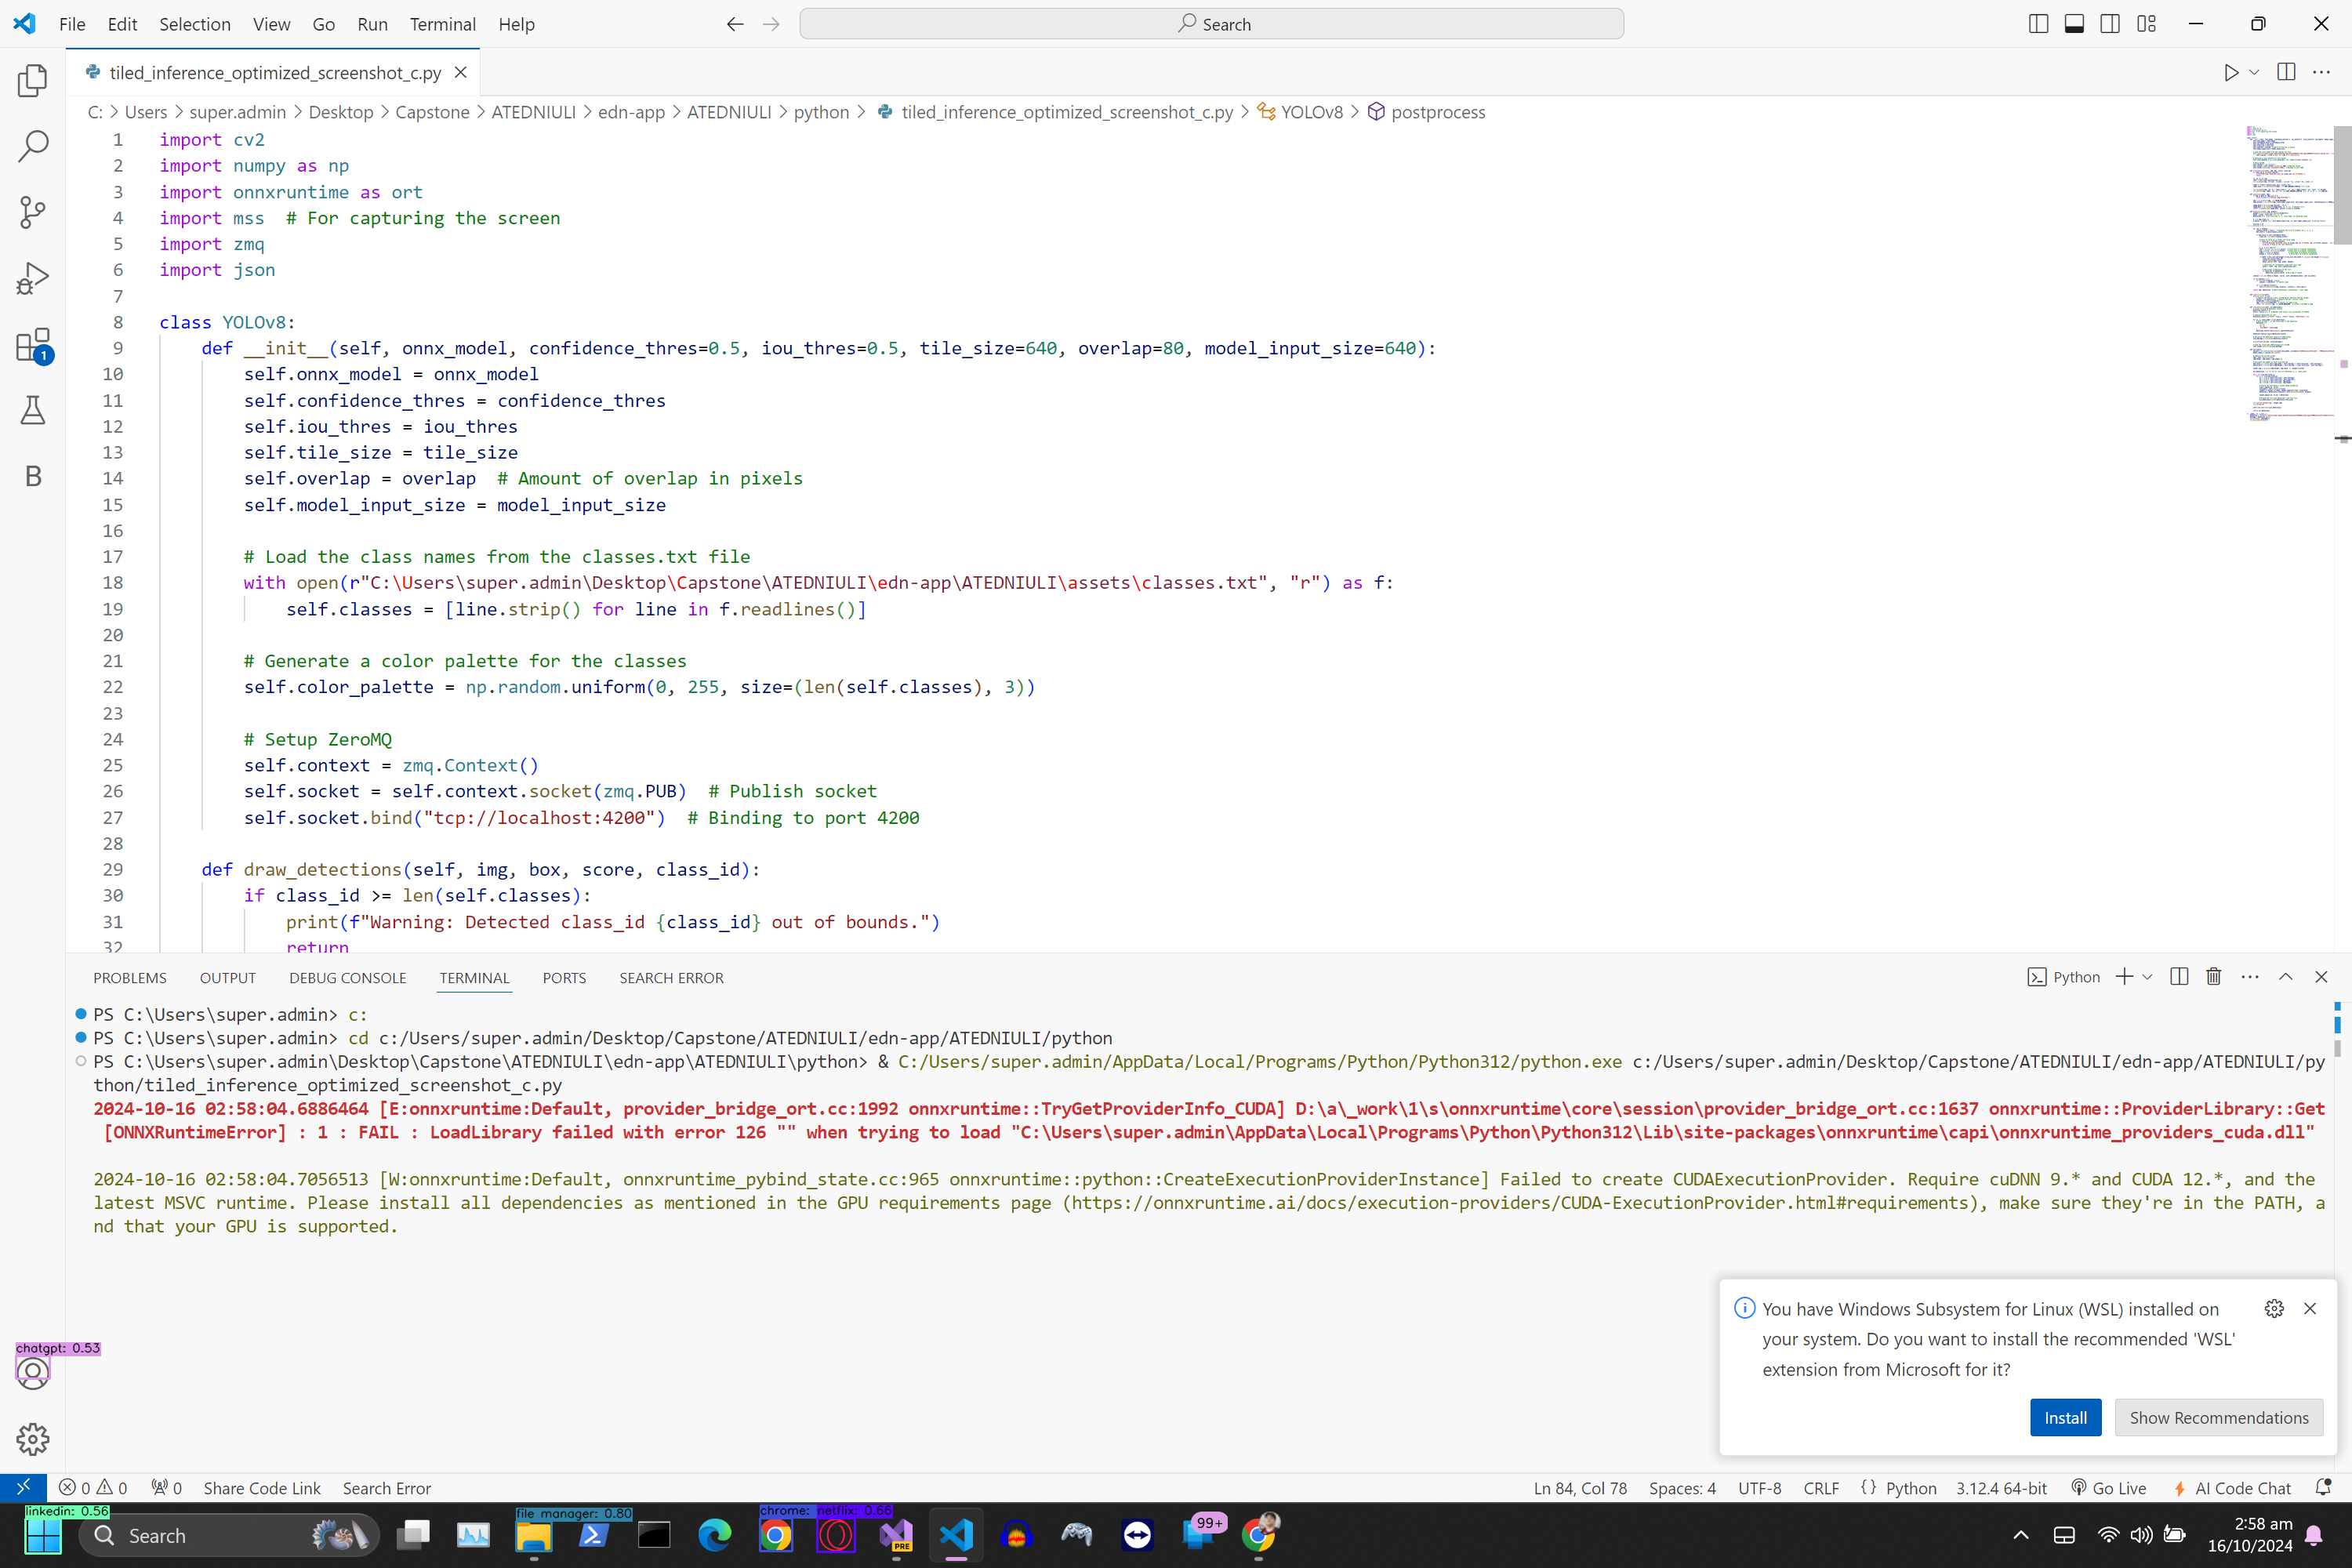 File Edit Selection View Go Run Terminal Help
Search
tiled_inference_optimized_screenshot_c.py
C: > Users > super.admin > Desktop > Capstone > ATEDNIULI > edn-app > ATEDNIULI > python > tiled_inference_optimized_screenshot_c.py > YOLOv8 > postprocess
1 import cv2
2 import numpy as np
3 import onnxruntime as ort
4 import mss  # For capturing the screen
5 import zmq
6 import json
7
8 class YOLOv8:
9     def __init__(self, onnx_model, confidence_thres=0.5, iou_thres=0.5, tile_size=640, overlap=80, model_input_size=640):
10         self.onnx_model = onnx_model
11         self.confidence_thres = confidence_thres
12         self.iou_thres = iou_thres
13         self.tile_size = tile_size
14         self.overlap = overlap  # Amount of overlap in pixels
15         self.model_input_size = model_input_size
16
17         # Load the class names from the classes.txt file
18         with open(r"C:\Users\super.admin\Desktop\Capstone\ATEDNIULI\edn-app\ATEDNIULI\assets\classes.txt", "r") as f:
19             self.classes = [line.strip() for line in f.readlines()]
20
21         # Generate a color palette for the classes
22         self.color_palette = np.random.uniform(0, 255, size=(len(self.classes), 3))
23
24         # Setup ZeroMQ
25         self.context = zmq.Context()
26         self.socket = self.context.socket(zmq.PUB)  # Publish socket
27         self.socket.bind("tcp://localhost:4200")  # Binding to port 4200
28
29     def draw_detections(self, img, box, score, class_id):
30         if class_id >= len(self.classes):
31             print(f"Warning: Detected class_id {class_id} out of bounds.")
32             return
PROBLEMS OUTPUT DEBUG CONSOLE TERMINAL PORTS SEARCH ERROR
Python
PS C:\Users\super.admin> c:
PS C:\Users\super.admin> cd c:/Users/super.admin/Desktop/Capstone/ATEDNIULI/edn-app/ATEDNIULI/python
PS C:\Users\super.admin\Desktop\Capstone\ATEDNIULI\edn-app\ATEDNIULI\python> & C:/Users/super.admin/AppData/Local/Programs/Python/Python312/python.exe c:/Users/super.admin/Desktop/Capstone/ATEDNIULI/edn-app/ATEDNIULI/py
thon/tiled_inference_optimized_screenshot_c.py
2024-10-16 02:58:04.6886464 [E:onnxruntime:Default, provider_bridge_ort.cc:1992 onnxruntime::TryGetProviderInfo_CUDA] D:\a\_work\1\s\onnxruntime\core\session\provider_bridge_ort.cc:1637 onnxruntime::ProviderLibrary::Get
[ONNXRuntimeError] : 1 : FAIL : LoadLibrary failed with error 126 "" when trying to load "C:\Users\super.admin\AppData\Local\Programs\Python\Python312\Lib\site-packages\onnxruntime\capi\onnxruntime_providers_cuda.dll"
2024-10-16 02:58:04.7056513 [W:onnxruntime:Default, onnxruntime_pybind_state.cc:965 onnxruntime::python::CreateExecutionProviderInstance] Failed to create CUDAExecutionProvider. Require cuDNN 9.* and CUDA 12.*, and the
latest MSVC runtime. Please install all dependencies as mentioned in the GPU requirements page (https://onnxruntime.ai/docs/execution-providers/CUDA-ExecutionProvider.html#requirements), make sure they're in the PATH, a
nd that your GPU is supported.
You have Windows Subsystem for Linux (WSL) installed on
your system. Do you want to install the recommended 'WSL'
extension from Microsoft for it?
Install Show Recommendations
1
B
chatgpt: 0.53
0 0 0 Share Code Link Search Error Ln 84, Col 78 Spaces: 4 UTF-8 CRLF {} Python 3.12.4 64-bit Go Live AI Code Chat
linkedin: 0.56
file manager: 0.80
chrome:
netflix: 0.66
Search
PRE
99+
2:58 am
16/10/2024